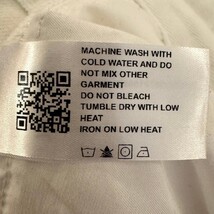 MACHINE WASH WITH
COLD WATER AND DO
NOT MIX OTHER
GARMENT
DO NOT BLEACH
TUMBLE DRY WITH LOW
HEAT
IRON ON LOW HEAT